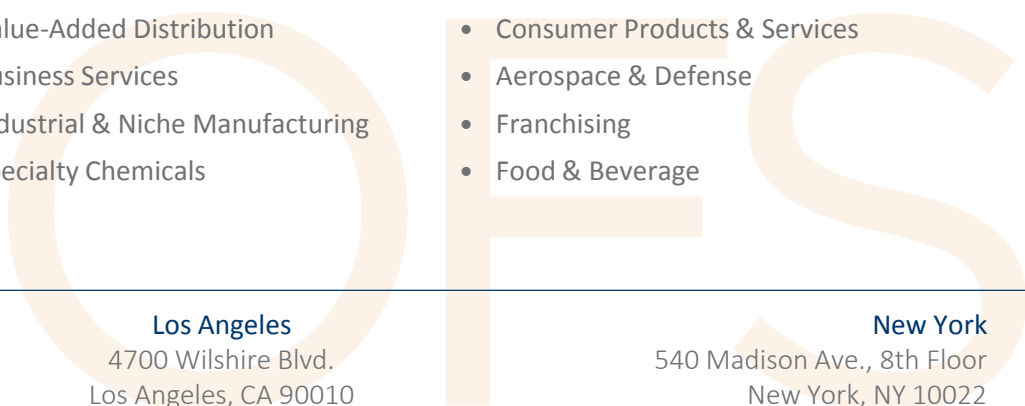 alue-Added Distribution
usiness Services
dustrial & Niche Manufacturing
ecialty Chemicals
• Consumer Products & Services
• Aerospace & Defense
• Franchising
• Food & Beverage
OFS
Los Angeles
4700 Wilshire Blvd.
Los Angeles, CA 90010
New York
540 Madison Ave., 8th Floor
New York, NY 10022